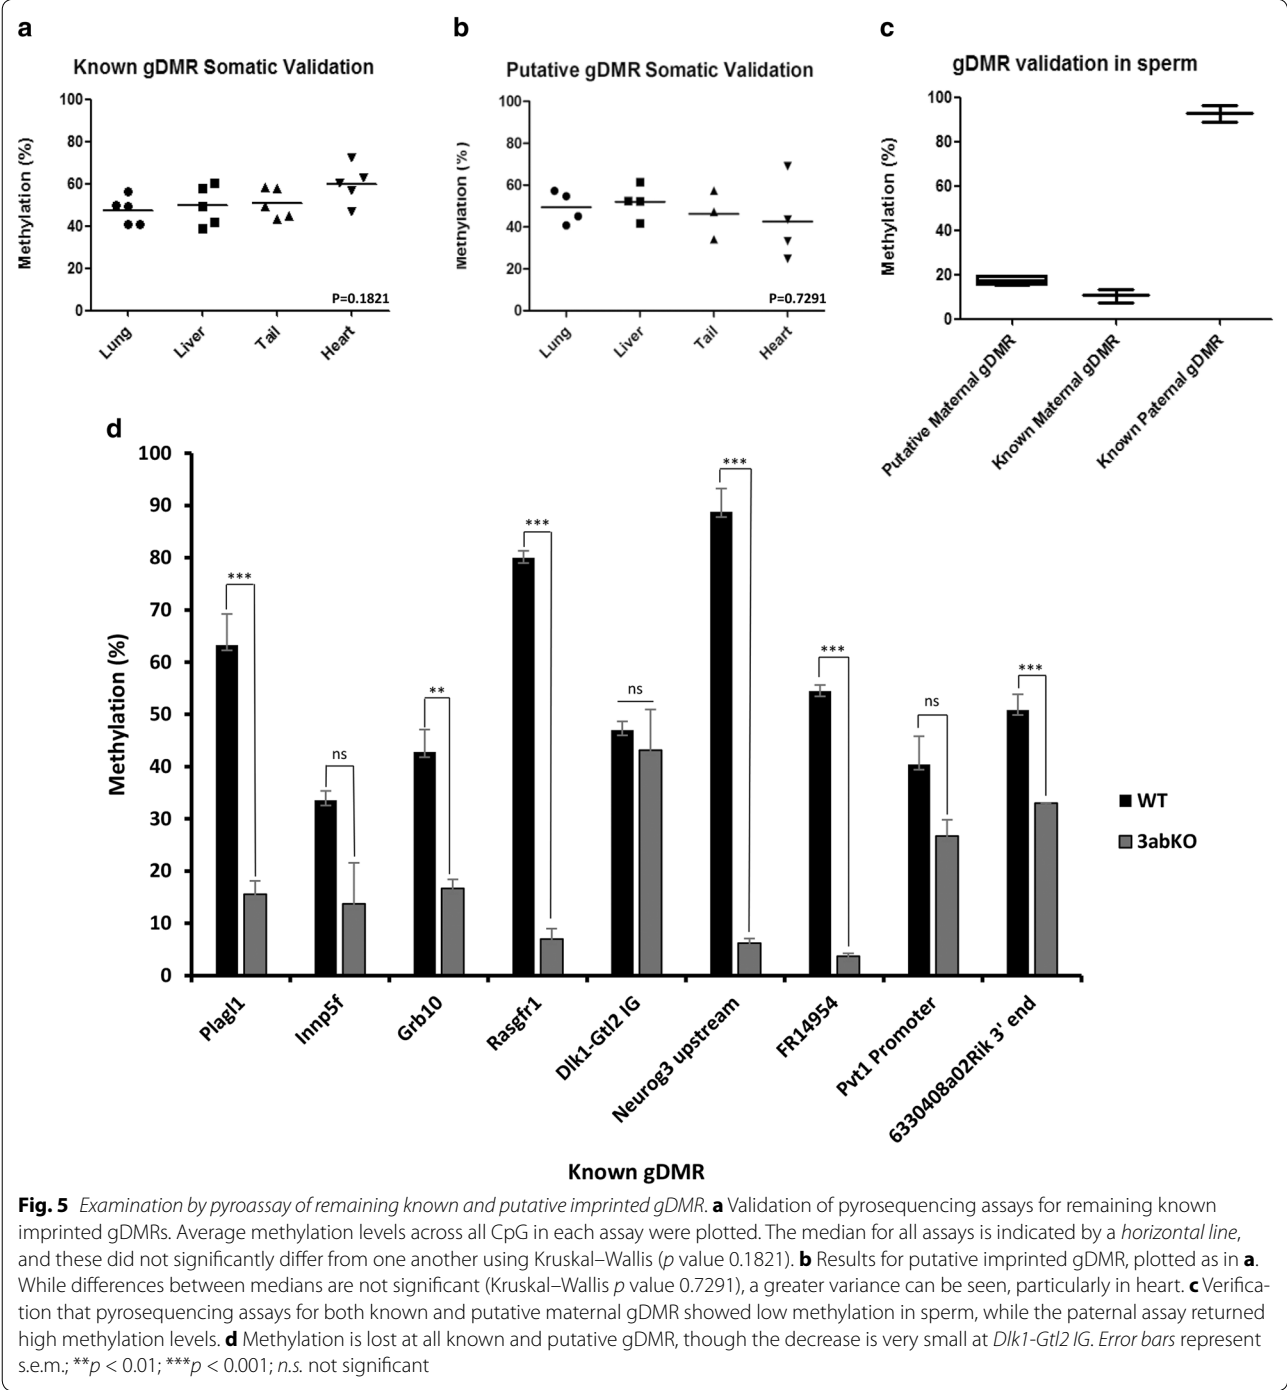 a
Known gDMR Somatic Validation
Methylation (%)
100
80
60
40
20
0
P=0.1821
Lung
Liver
Tail
Heart
b
Putative gDMR Somatic Validation
Methylation (%)
100
80
60
40
20
0
P=0.7291
Lung
Liver
Tail
Heart
c
gDMR validation in sperm
Methylation (%)
100
80
60
40
20
0
Putative Maternal gDMR
Known Maternal gDMR
Known Paternal gDMR
d
Methylation (%)
100
90
80
70
60
50
40
30
20
10
0
***
ns
**
***
ns
***
***
ns
***
WT
3abKO
Plagl1
Innp5f
Grb10
Rasgfr1
Dlk1-Gtl2 IG
Neurog3 upstream
FR14954
Pvt1 Promoter
6330408a02Rik 3' end
Known gDMR
Fig. 5 Examination by pyroassay of remaining known and putative imprinted gDMR. a Validation of pyrosequencing assays for remaining known
imprinted gDMRs. Average methylation levels across all CpG in each assay were plotted. The median for all assays is indicated by a horizontal line,
and these did not significantly differ from one another using Kruskal–Wallis (p value 0.1821). b Results for putative imprinted gDMR, plotted as in a.
While differences between medians are not significant (Kruskal–Wallis p value 0.7291), a greater variance can be seen, particularly in heart. c Verifica-
tion that pyrosequencing assays for both known and putative maternal gDMR showed low methylation in sperm, while the paternal assay returned
high methylation levels. d Methylation is lost at all known and putative gDMR, though the decrease is very small at Dlk1-Gtl2 IG. Error bars represent
s.e.m.; **p < 0.01; ***p < 0.001; n.s. not significant